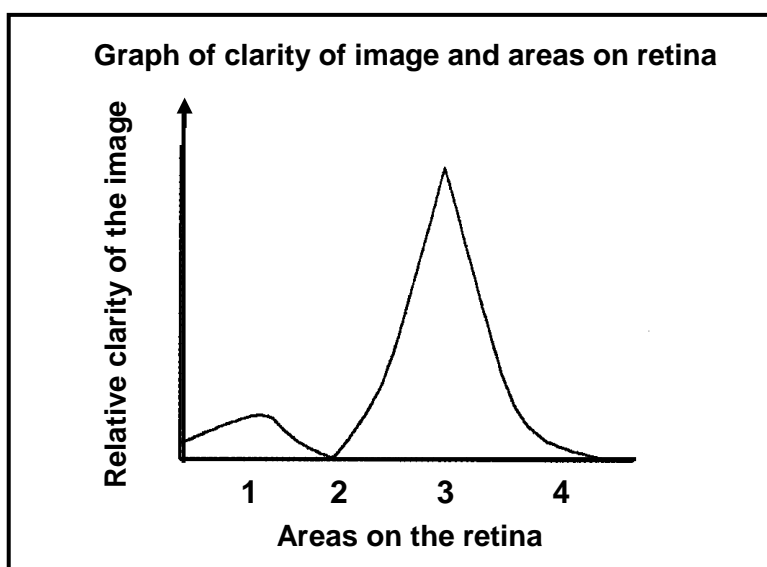 Graph of clarity of image and areas on retina
Relative clarity of the image
1 2 3 4
Areas on the retina